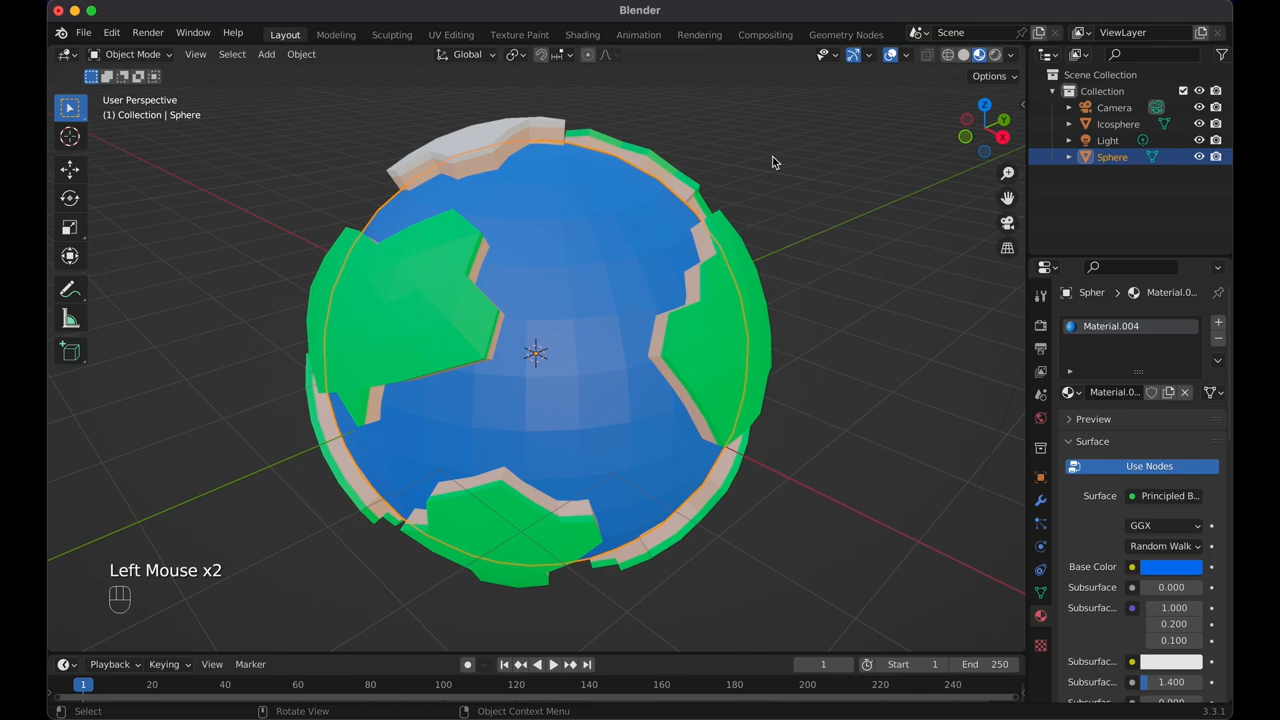 Blender
File Edit Render Window Help Layout Modeling Sculpting UV Editing Texture Paint Shading Animation Rendering Compositing Geometry Nodes Scene ViewLayer
Object Mode View Select Add Object Global
Options
User Perspective
(1) Collection | Sphere
Z
Y
X
Scene Collection
Collection
Camera
Icosphere
Light
Sphere
Spher > Material.0...
Material.004
Material.0...
Preview
Surface
Use Nodes
Surface Principled B...
GGX
Random Walk
Base Color
Subsurface 0.000
Subsurfac... 1.000
0.200
0.100
Subsurfac...
Subsurfac... 1.400
Left Mouse x2
Playback Keying View Marker 1 Start 1 End 250
1 20 40 60 80 100 120 140 160 180 200 220 240
Select Rotate View Object Context Menu 3.3.1